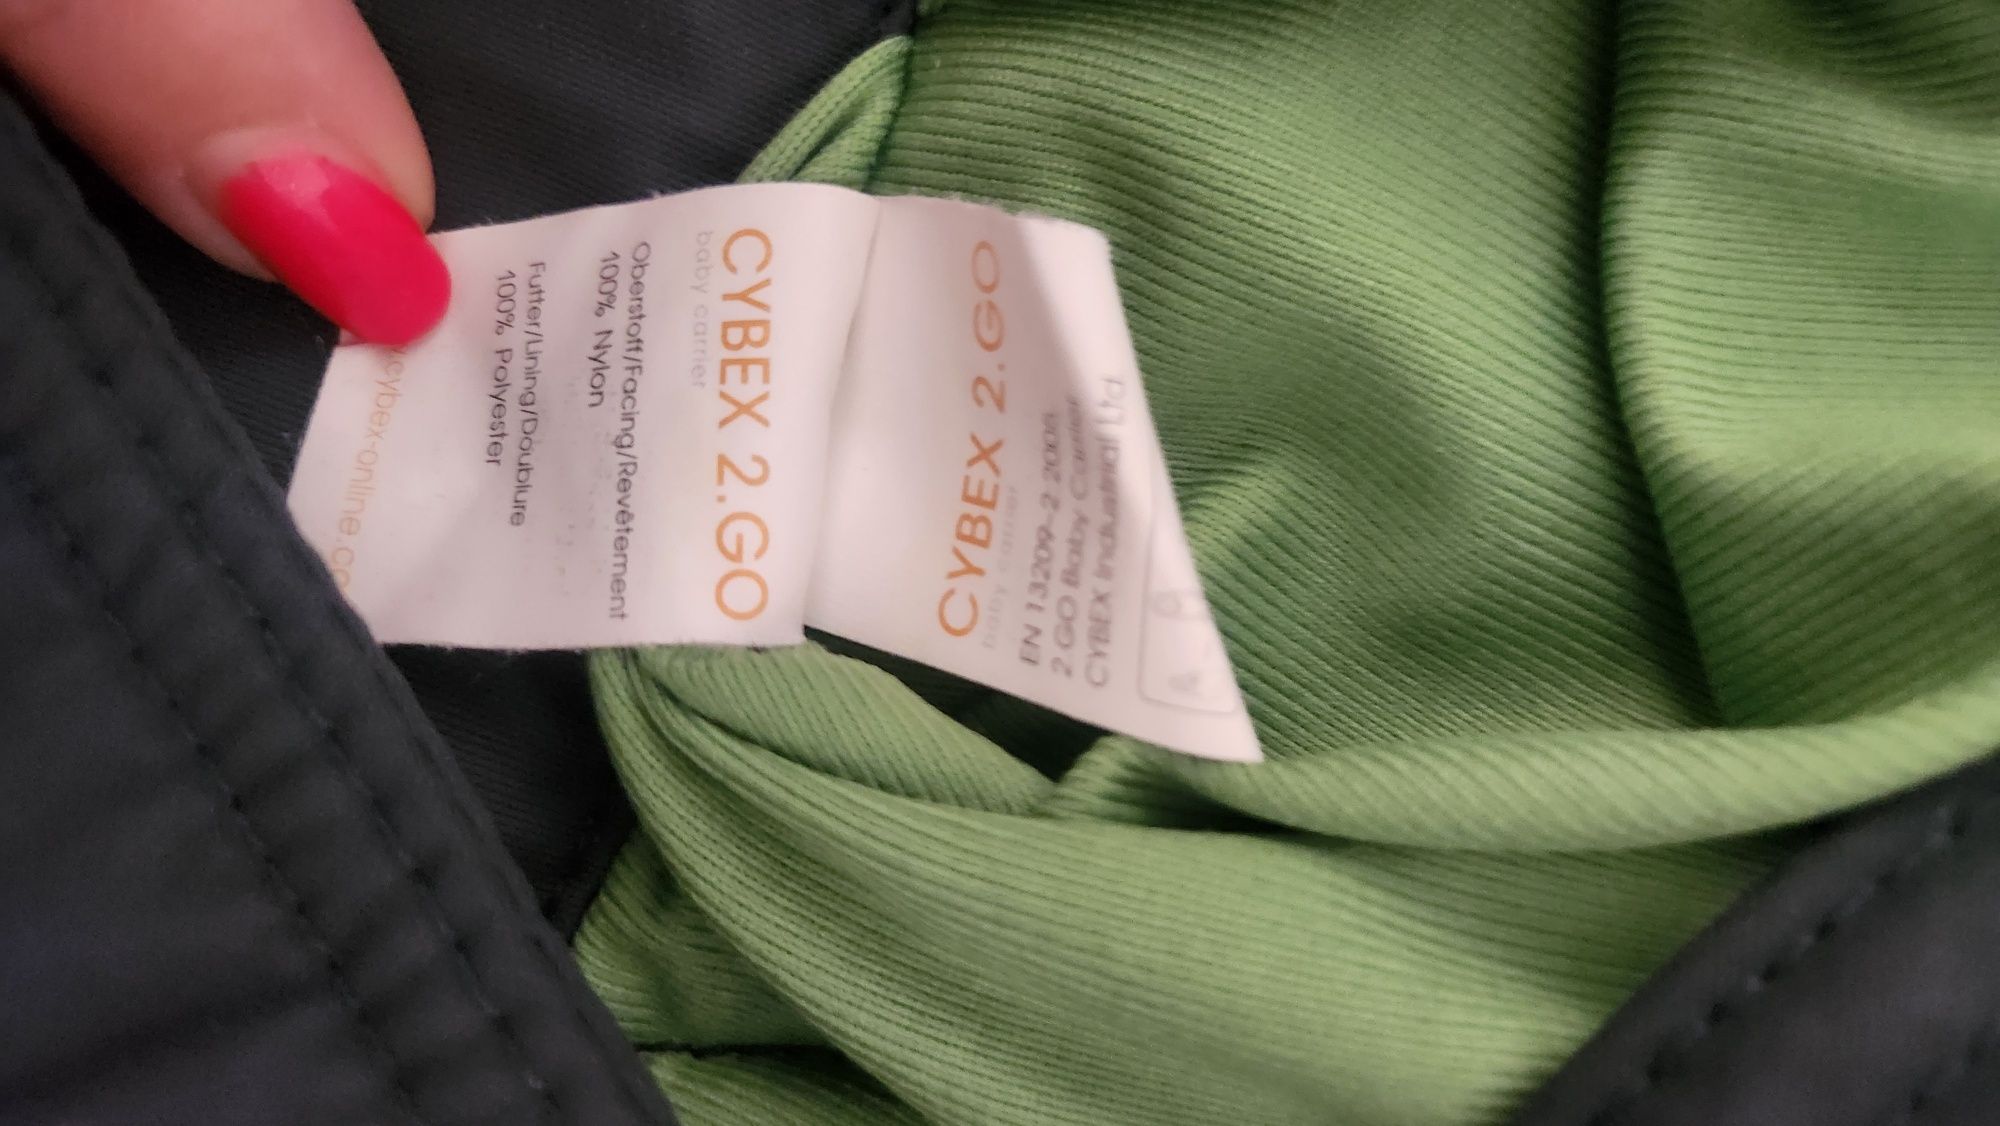 CYBEX 2.GO
baby carrier
Oberstoff/Facing/Revêtement
100% Nylon
Futter/Lining/Doublure
100% Polyester
cybex-online.co
CYBEX 2.GO
baby carrier
EN 13209-2 2005
2.GO Baby Carrier
CYBEX Industrial Ltd.